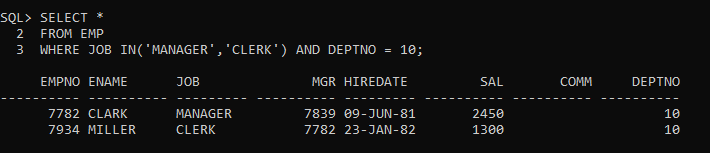 SQL> SELECT *
  2  FROM EMP
  3  WHERE JOB IN('MANAGER','CLERK') AND DEPTNO = 10;
     EMPNO ENAME      JOB              MGR HIREDATE         SAL       COMM     DEPTNO
---------- ---------- --------- ---------- --------- ---------- ---------- ----------
      7782 CLARK      MANAGER         7839 09-JUN-81       2450                    10
      7934 MILLER     CLERK           7782 23-JAN-82       1300                    10